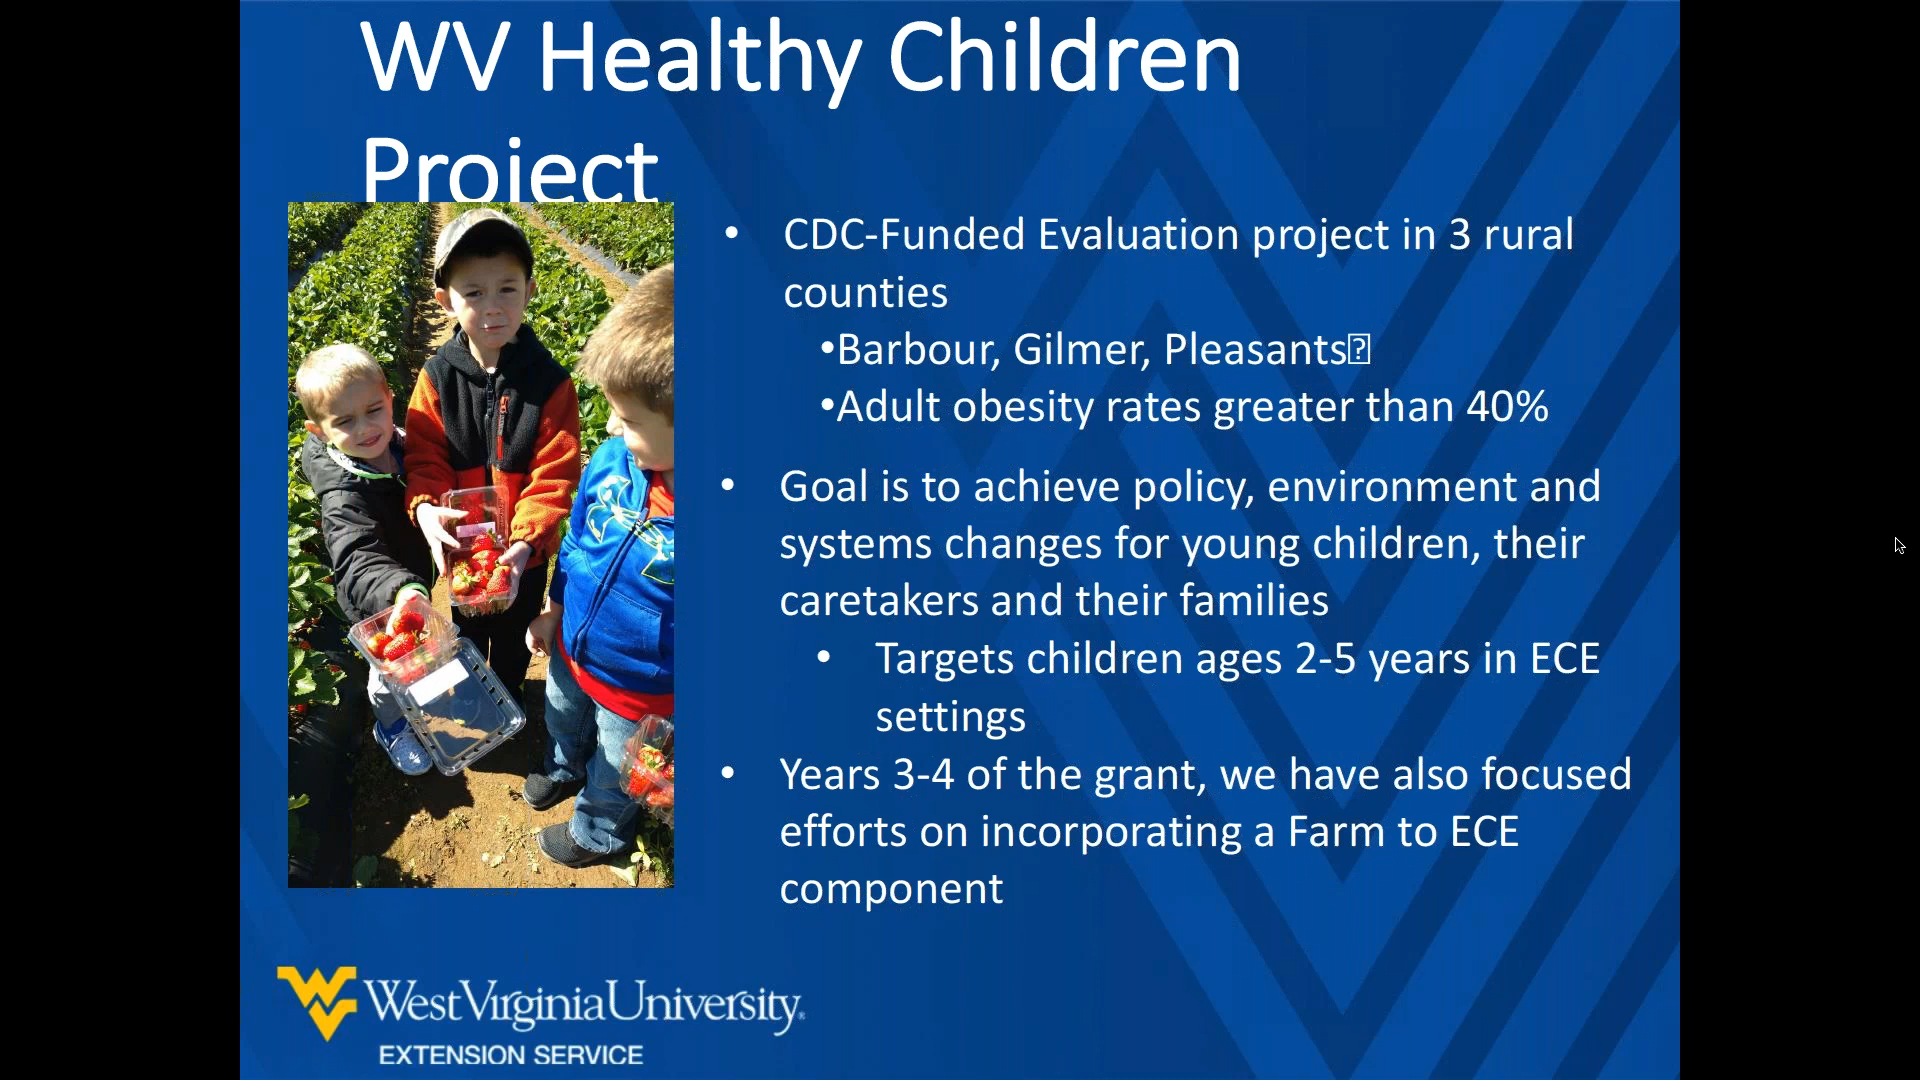 WV Healthy Children
Project
• CDC-Funded Evaluation project in 3 rural
counties
•Barbour, Gilmer, Pleasants
•Adult obesity rates greater than 40%
• Goal is to achieve policy, environment and
systems changes for young children, their
caretakers and their families
• Targets children ages 2-5 years in ECE
settings
• Years 3-4 of the grant, we have also focused
efforts on incorporating a Farm to ECE
component
WestVirginiaUniversity®
EXTENSION SERVICE